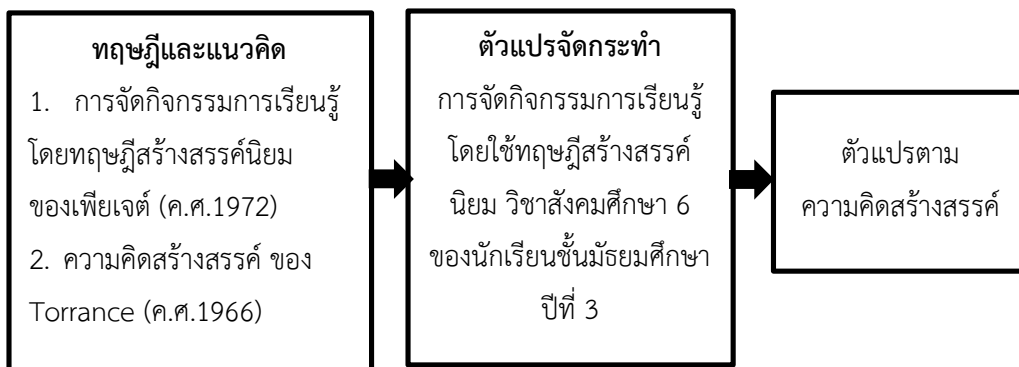 ทฤษฎีและแนวคิด
1. การจัดกิจกรรมการเรียนรู้
โดยทฤษฎีสร้างสรรค์นิยม
ของเพียเจต์ (ค.ศ.1972)
2. ความคิดสร้างสรรค์ ของ
Torrance (ค.ศ.1966)
ตัวแปรจัดกระทำ
การจัดกิจกรรมการเรียนรู้
โดยใช้ทฤษฎีสร้างสรรค์
นิยม วิชาสังคมศึกษา 6
ของนักเรียนชั้นมัธยมศึกษา
ปีที่ 3
ตัวแปรตาม
ความคิดสร้างสรรค์